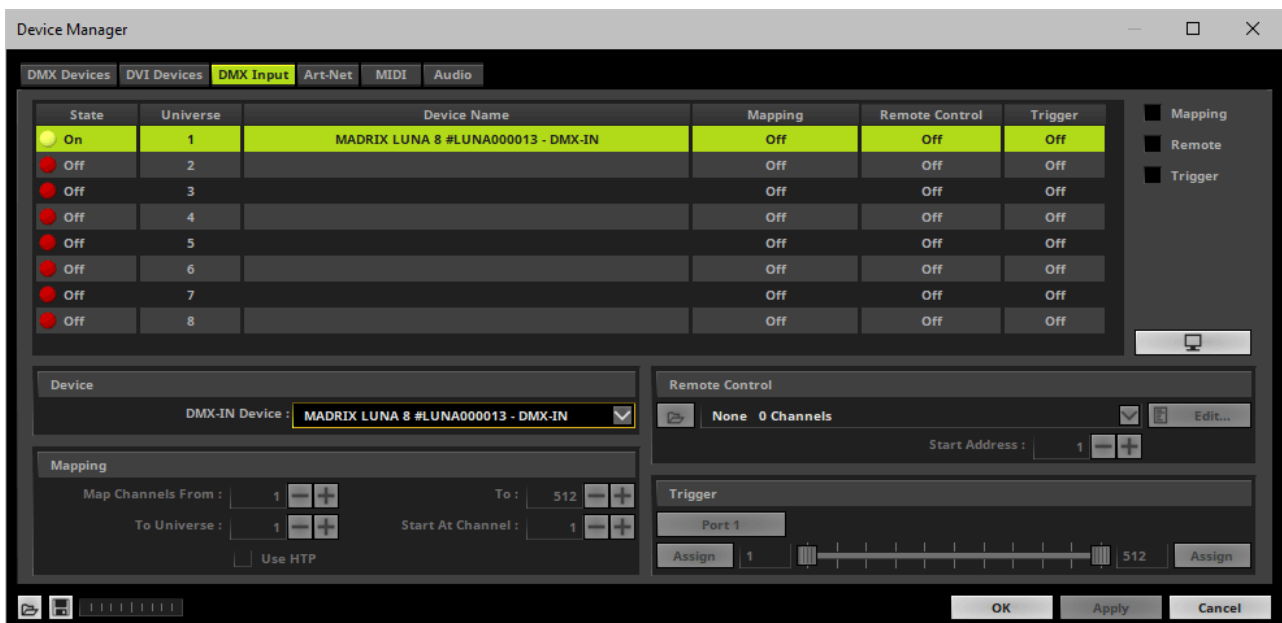 Device Manager
DMX Devices DVI Devices DMX Input Art-Net MIDI Audio
State Universe Device Name Mapping Remote Control Trigger
On 1 MADRIX LUNA 8 #LUNA000013 - DMX-IN Off Off Off
Off 2 Off Off Off
Off 3 Off Off Off
Off 4 Off Off Off
Off 5 Off Off Off
Off 6 Off Off Off
Off 7 Off Off Off
Off 8 Off Off Off
Mapping
Remote
Trigger
Device
DMX-IN Device : MADRIX LUNA 8 #LUNA000013 - DMX-IN
Mapping
Map Channels From : 1 To : 512
To Universe : 1 Start At Channel : 1
Use HTP
Remote Control
None 0 Channels Edit...
Start Address : 1
Trigger
Port 1
Assign 1 512 Assign
OK Apply Cancel